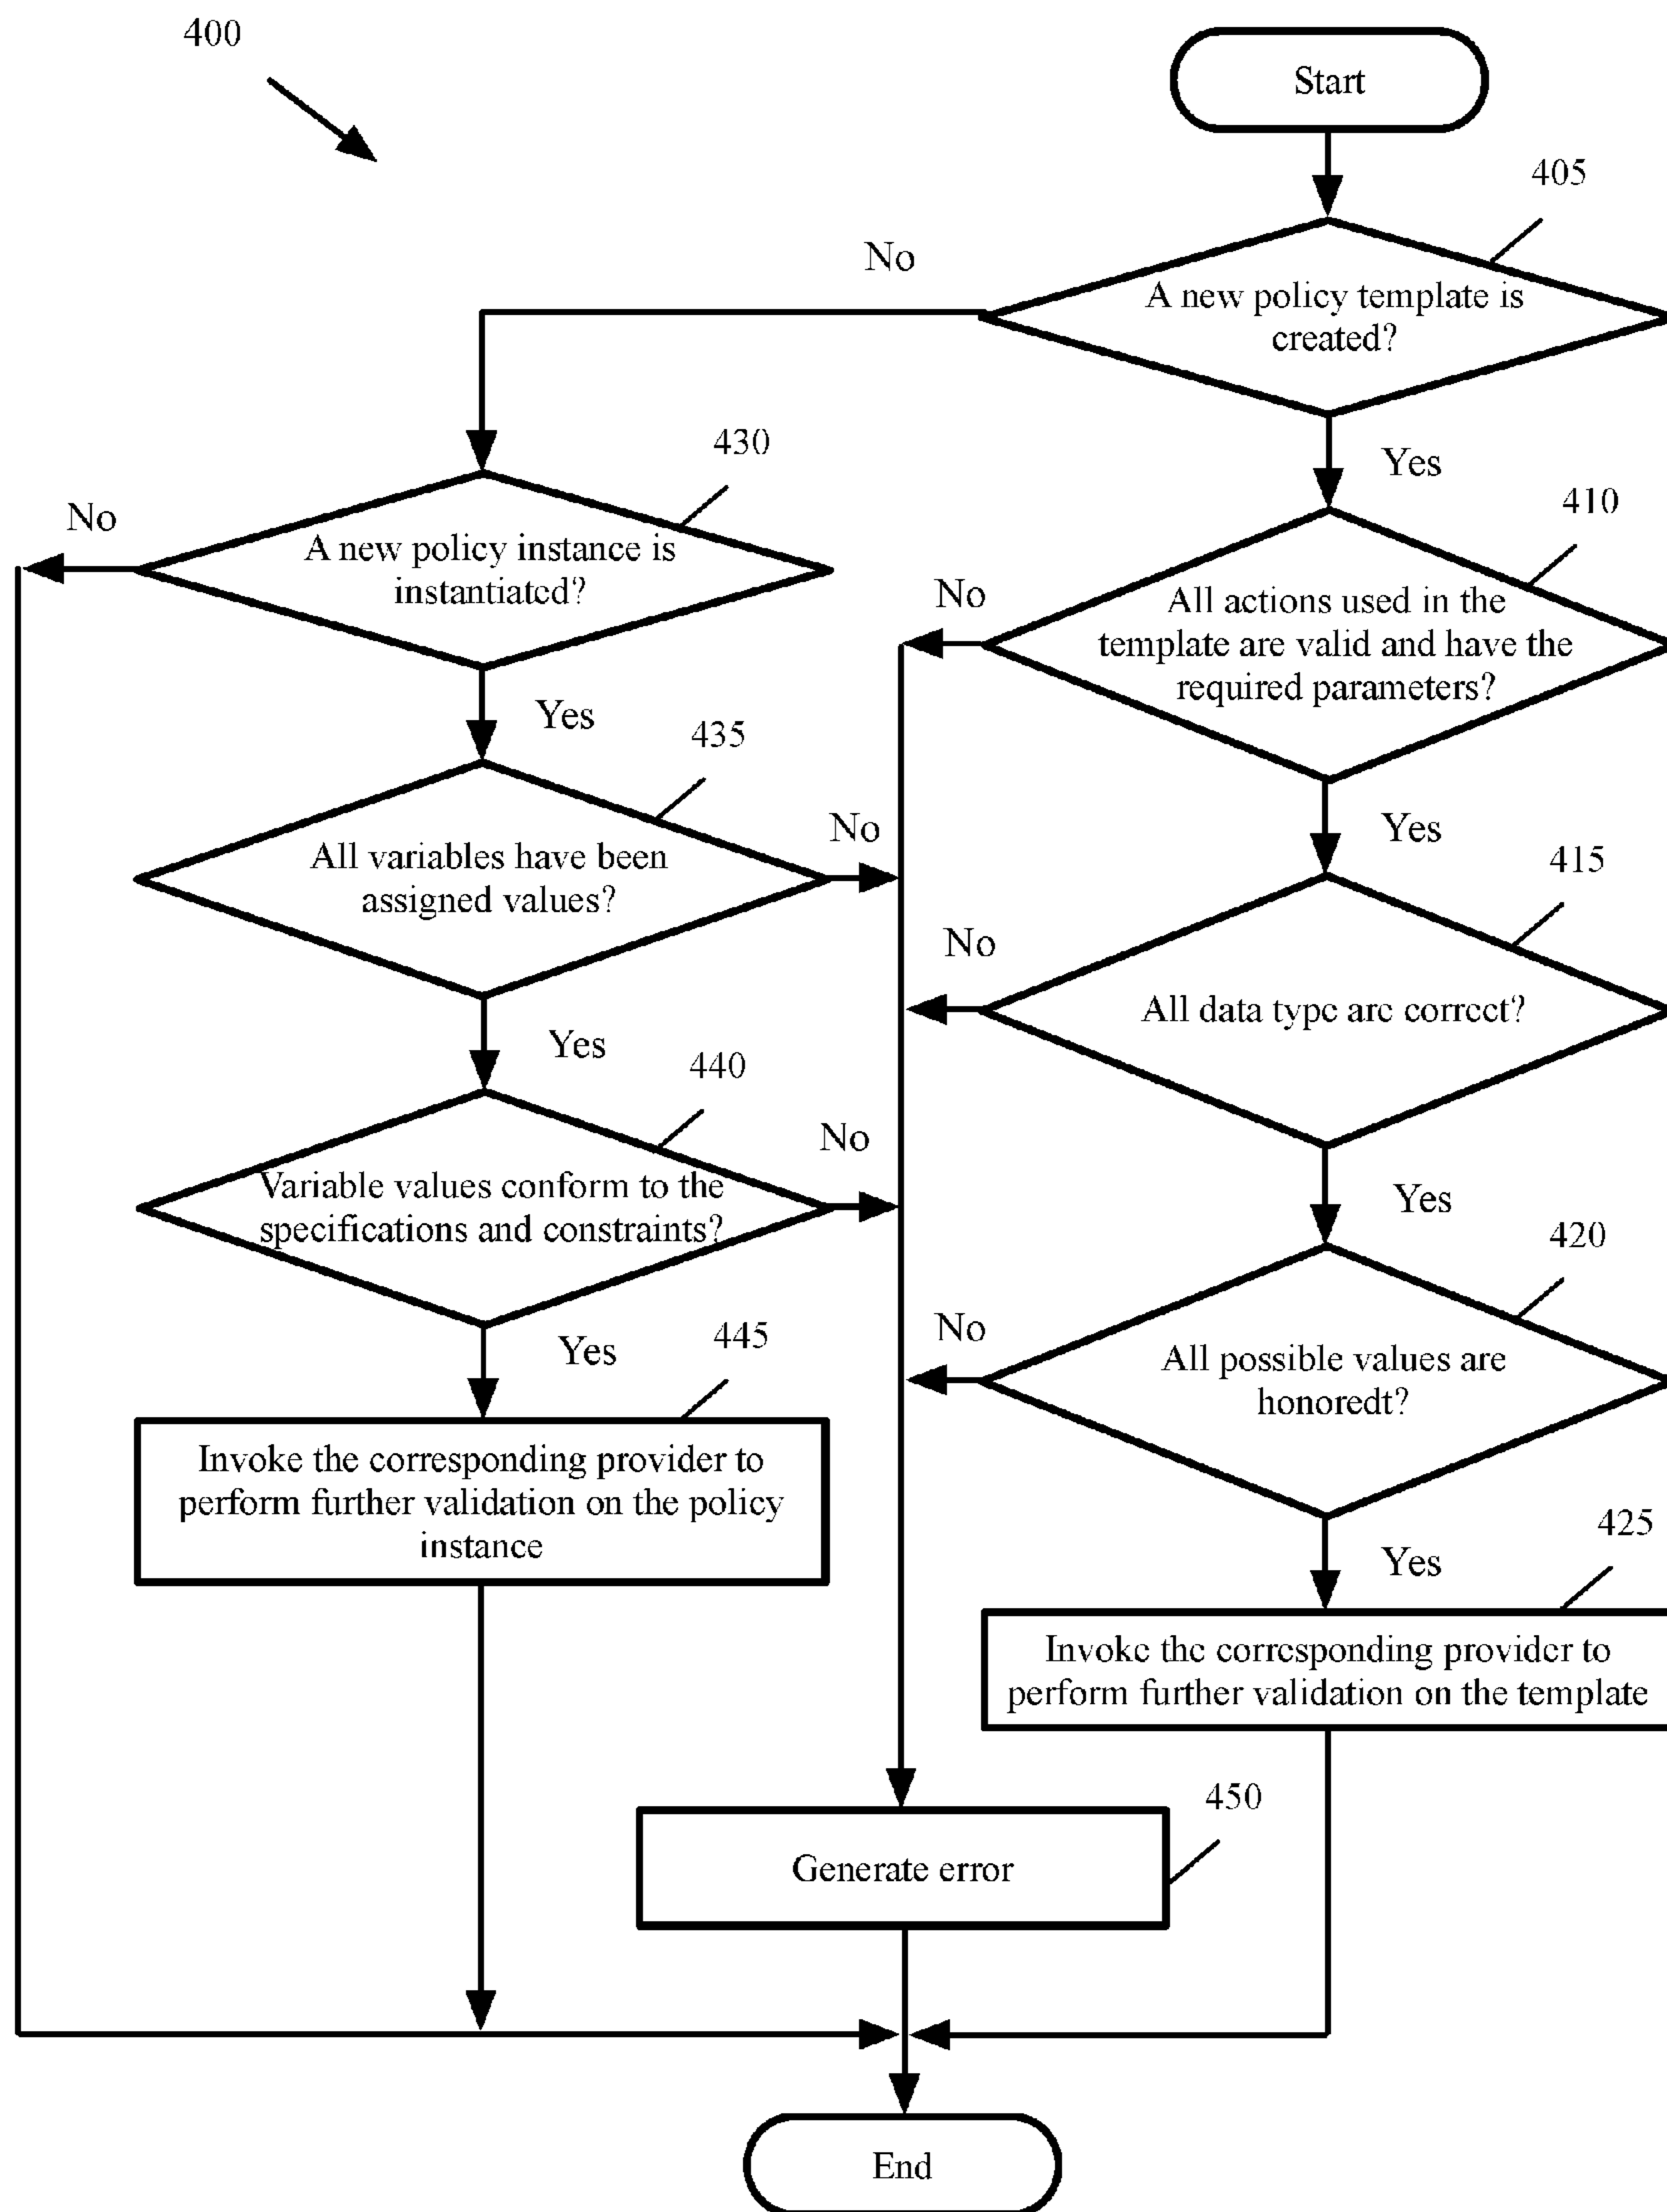 400
Start
405
No
A new policy template is
created?
430
Yes
410
No
A new policy instance is
instantiated?
No
All actions used in the
template are valid and have the
required parameters?
Yes
435
Yes
415
No
All variables have been
assigned values?
No
All data type are correct?
Yes
440
No
Yes
420
Variable values conform to the
specifications and constraints?
No
Yes
445
All possible values are
honoredt?
Invoke the corresponding provider to
perform further validation on the policy
instance
Yes
425
Invoke the corresponding provider to
perform further validation on the template
450
Generate error
End